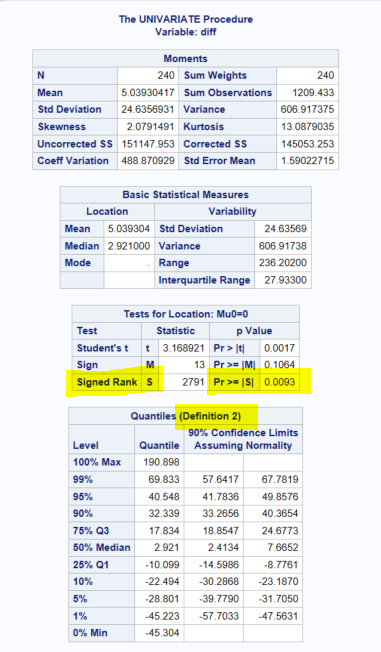 The UNIVARIATE Procedure
Variable: diff
Moments
N 240 Sum Weights 240
Mean 5.03930417 Sum Observations 1209.433
Std Deviation 24.6356931 Variance 606.917375
Skewness 2.0791491 Kurtosis 13.0879035
Uncorrected SS 151147.953 Corrected SS 145053.253
Coeff Variation 488.870929 Std Error Mean 1.59022715
Basic Statistical Measures
Location Variability
Mean 5.039304 Std Deviation 24.63569
Median 2.921000 Variance 606.91738
Mode . Range 236.20200
Interquartile Range 27.93300
Tests for Location: Mu0=0
Test Statistic p Value
Student's t t 3.168921 Pr > |t| 0.0017
Sign M 13 Pr >= |M| 0.1064
Signed Rank S 2791 Pr >= |S| 0.0093
Quantiles (Definition 2)
Level Quantile 90% Confidence Limits
Assuming Normality
100% Max 190.898
99% 69.833 57.6417 67.7819
95% 40.548 41.7836 49.8576
90% 32.339 33.2656 40.3654
75% Q3 17.834 18.8547 24.6773
50% Median 2.921 2.4134 7.6652
25% Q1 -10.099 -14.5986 -8.7761
10% -22.494 -30.2868 -23.1870
5% -28.801 -39.7790 -31.7050
1% -45.223 -57.7033 -47.5631
0% Min -45.304